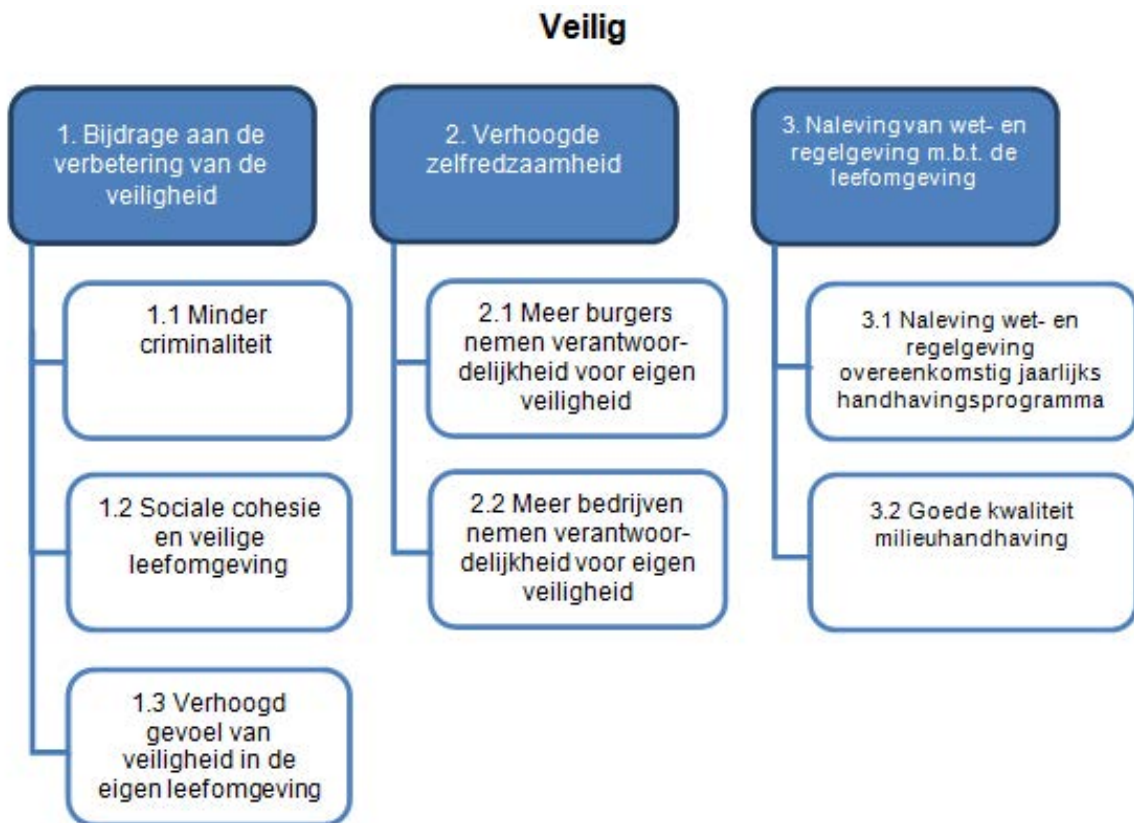 Veilig
1. Bijdrage aan de
verbetering van de
veiligheid
1.1 Minder
criminaliteit
1.2 Sociale cohesie
en veilige
leefomgeving
1.3 Verhoogd
gevoel van
veiligheid in de
eigen leefomgeving
2. Verhoogde
zelfredzaamheid
2.1 Meer burgers
nemen verantwoor-
delijkheid voor eigen
veiligheid
2.2 Meer bedrijven
nemen verantwoor-
delijkheid voor eigen
veiligheid
3. Naleving van wet- en
regelgeving m.b.t. de
leefomgeving
3.1 Naleving wet- en
regelgeving
overeenkomstig jaarlijks
handhavingsprogramma
3.2 Goede kwaliteit
milieuhandhaving